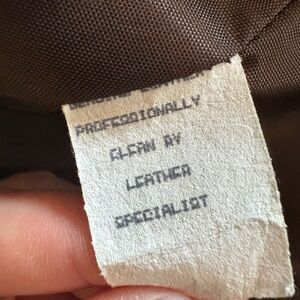 PROFESSIONALLY
CLEAN BY
LEATHER
SPECIALIST